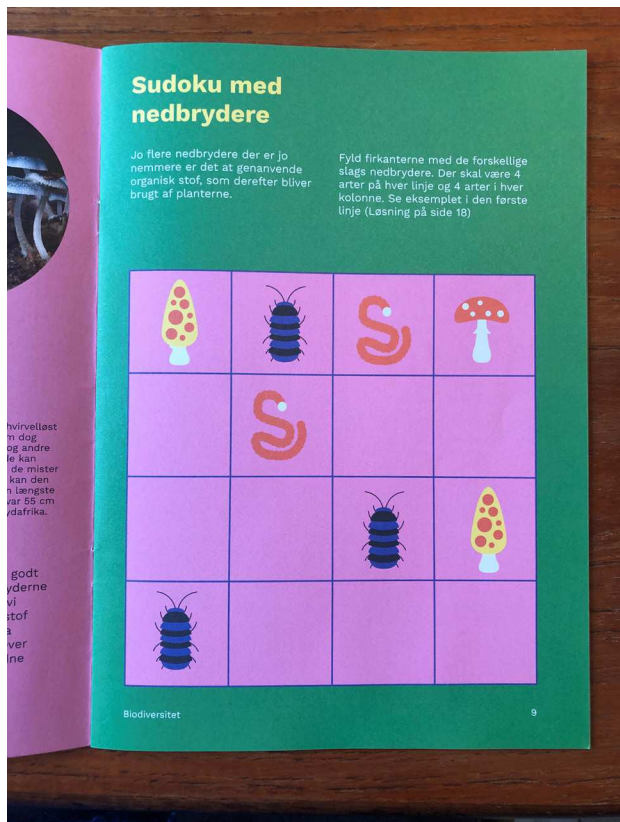 hvirvelløst
m dog
og andre
de kan
de mister
kan den
n længste
var 55 cm
ydafrika.
godt
yderne
vi
stof
a
ver
ine
Sudoku med
nedbrydere
Jo flere nedbrydere der er jo
nemmere er det at genanvende
organisk stof, som derefter bliver
brugt af planterne.
Fyld firkanterne med de forskellige
slags nedbrydere. Der skal være 4
arter på hver linje og 4 arter i hver
kolonne. Se eksemplet i den første
linje (Løsning på side 18)
Biodiversitet
9